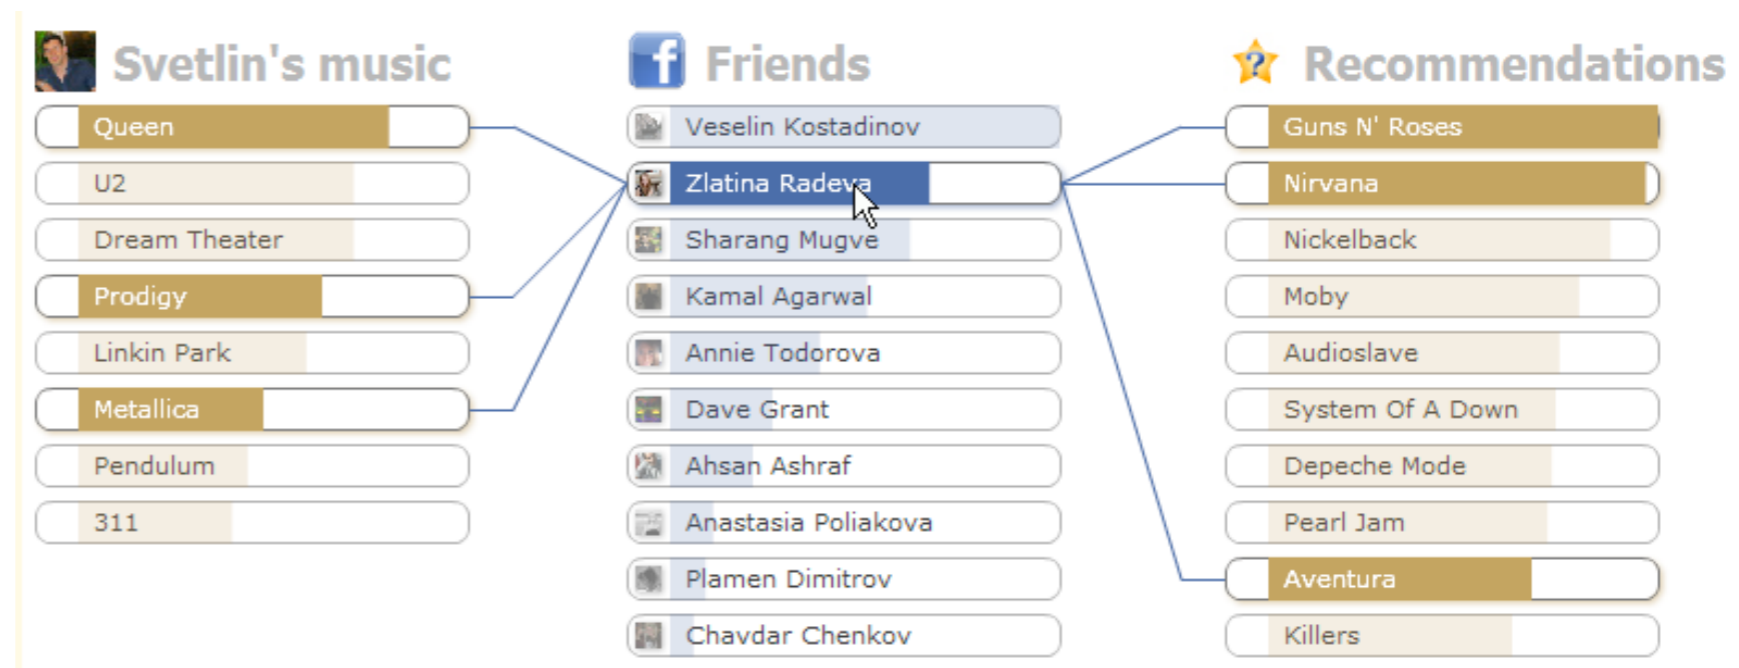 Svetlin's music
Queen
U2
Dream Theater
Prodigy
Linkin Park
Metallica
Pendulum
311
f Friends
Veselin Kostadinov
Zlatina Radeva
Sharang Mugve
Kamal Agarwal
Annie Todorova
Dave Grant
Ahsan Ashraf
Anastasia Poliakova
Plamen Dimitrov
Chavdar Chenkov
? Recommendations
Guns N' Roses
Nirvana
Nickelback
Moby
Audioslave
System Of A Down
Depeche Mode
Pearl Jam
Aventura
Killers